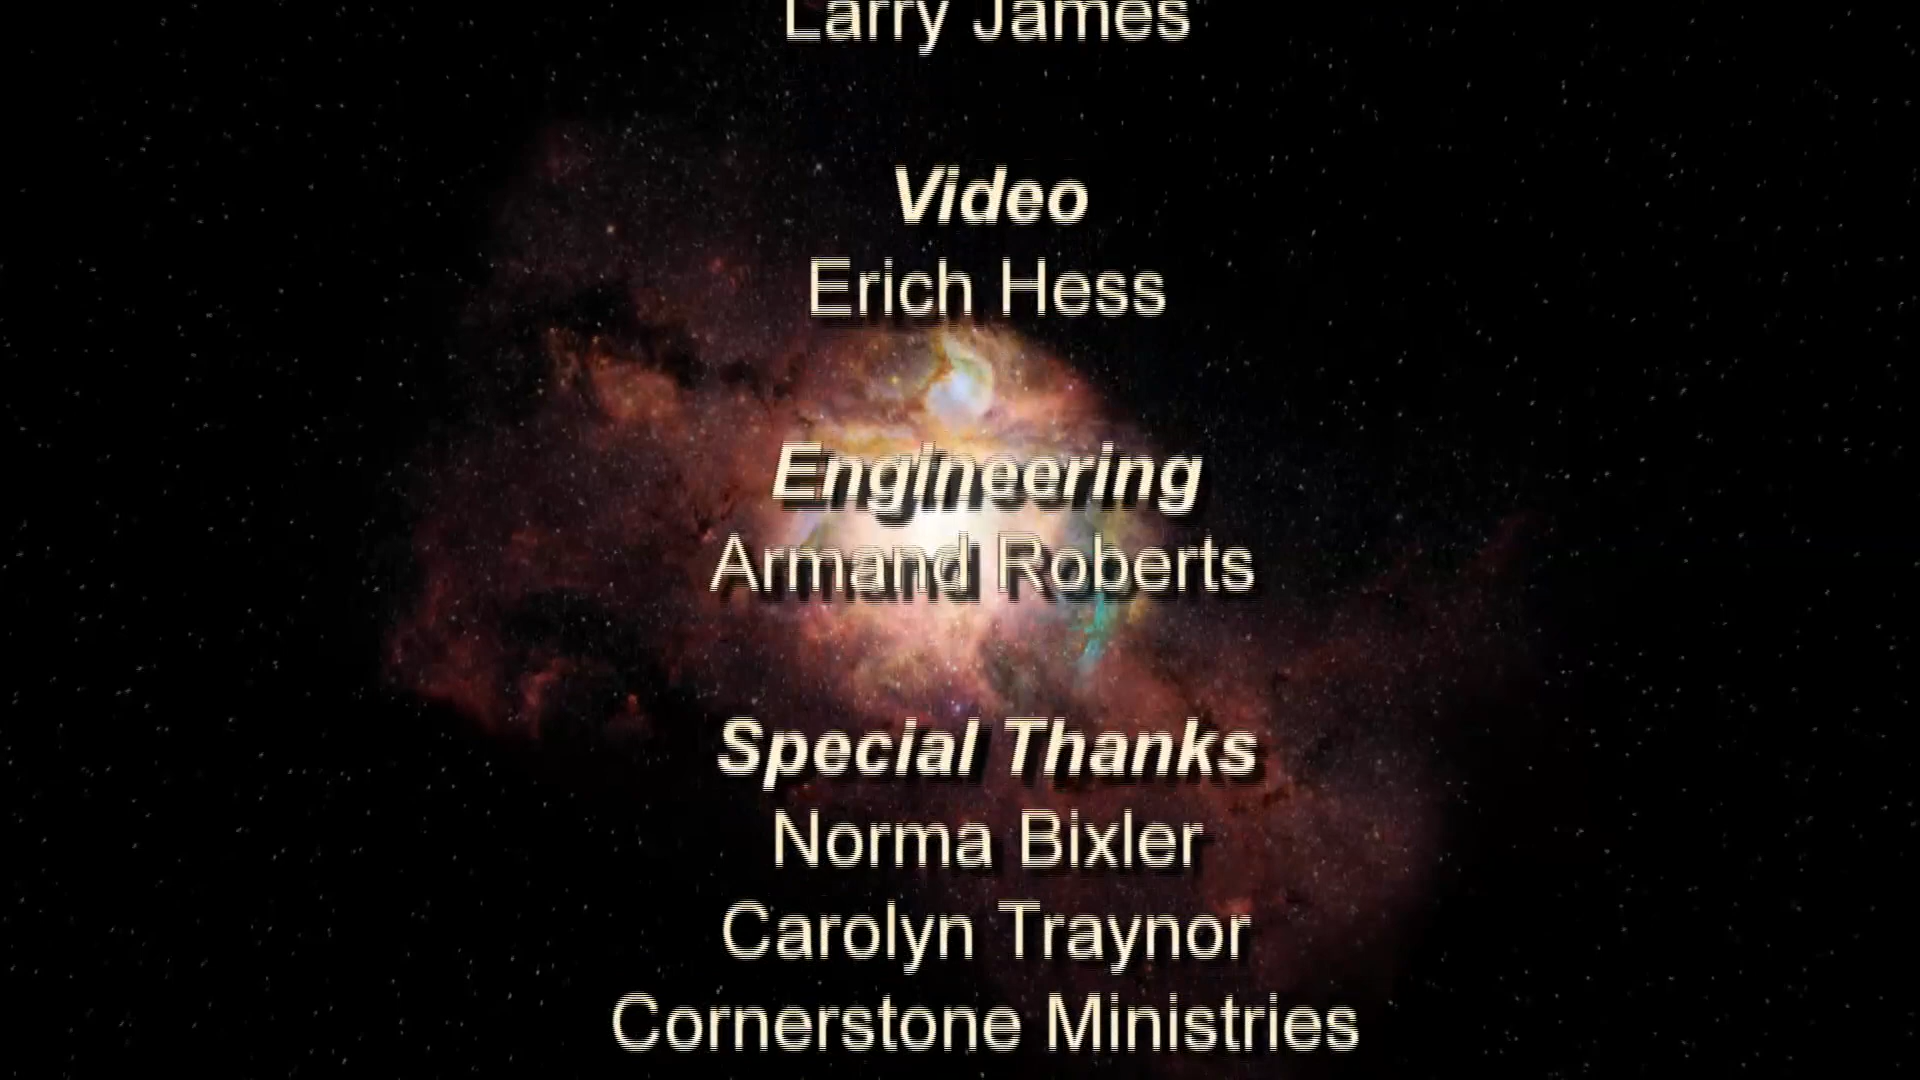 Larry James
Video
Erich Hess
Engineering
Armand Roberts
Special Thanks
Norma Bixler
Carolyn Traynor
Cornerstone Ministries